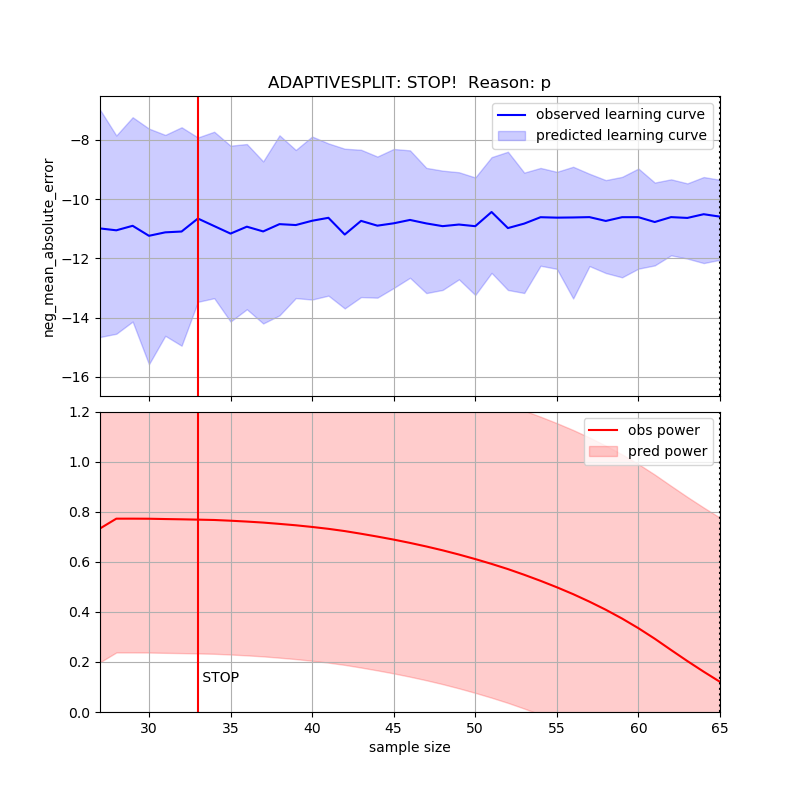 ADAPTIVESPLIT: STOP!  Reason: p
observed learning curve
predicted learning curve
neg_mean_absolute_error
−8
−10
−12
−14
−16
obs power
pred power
1.2
1.0
0.8
0.6
0.4
0.2
0.0
STOP
30 35 40 45 50 55 60 65
sample size